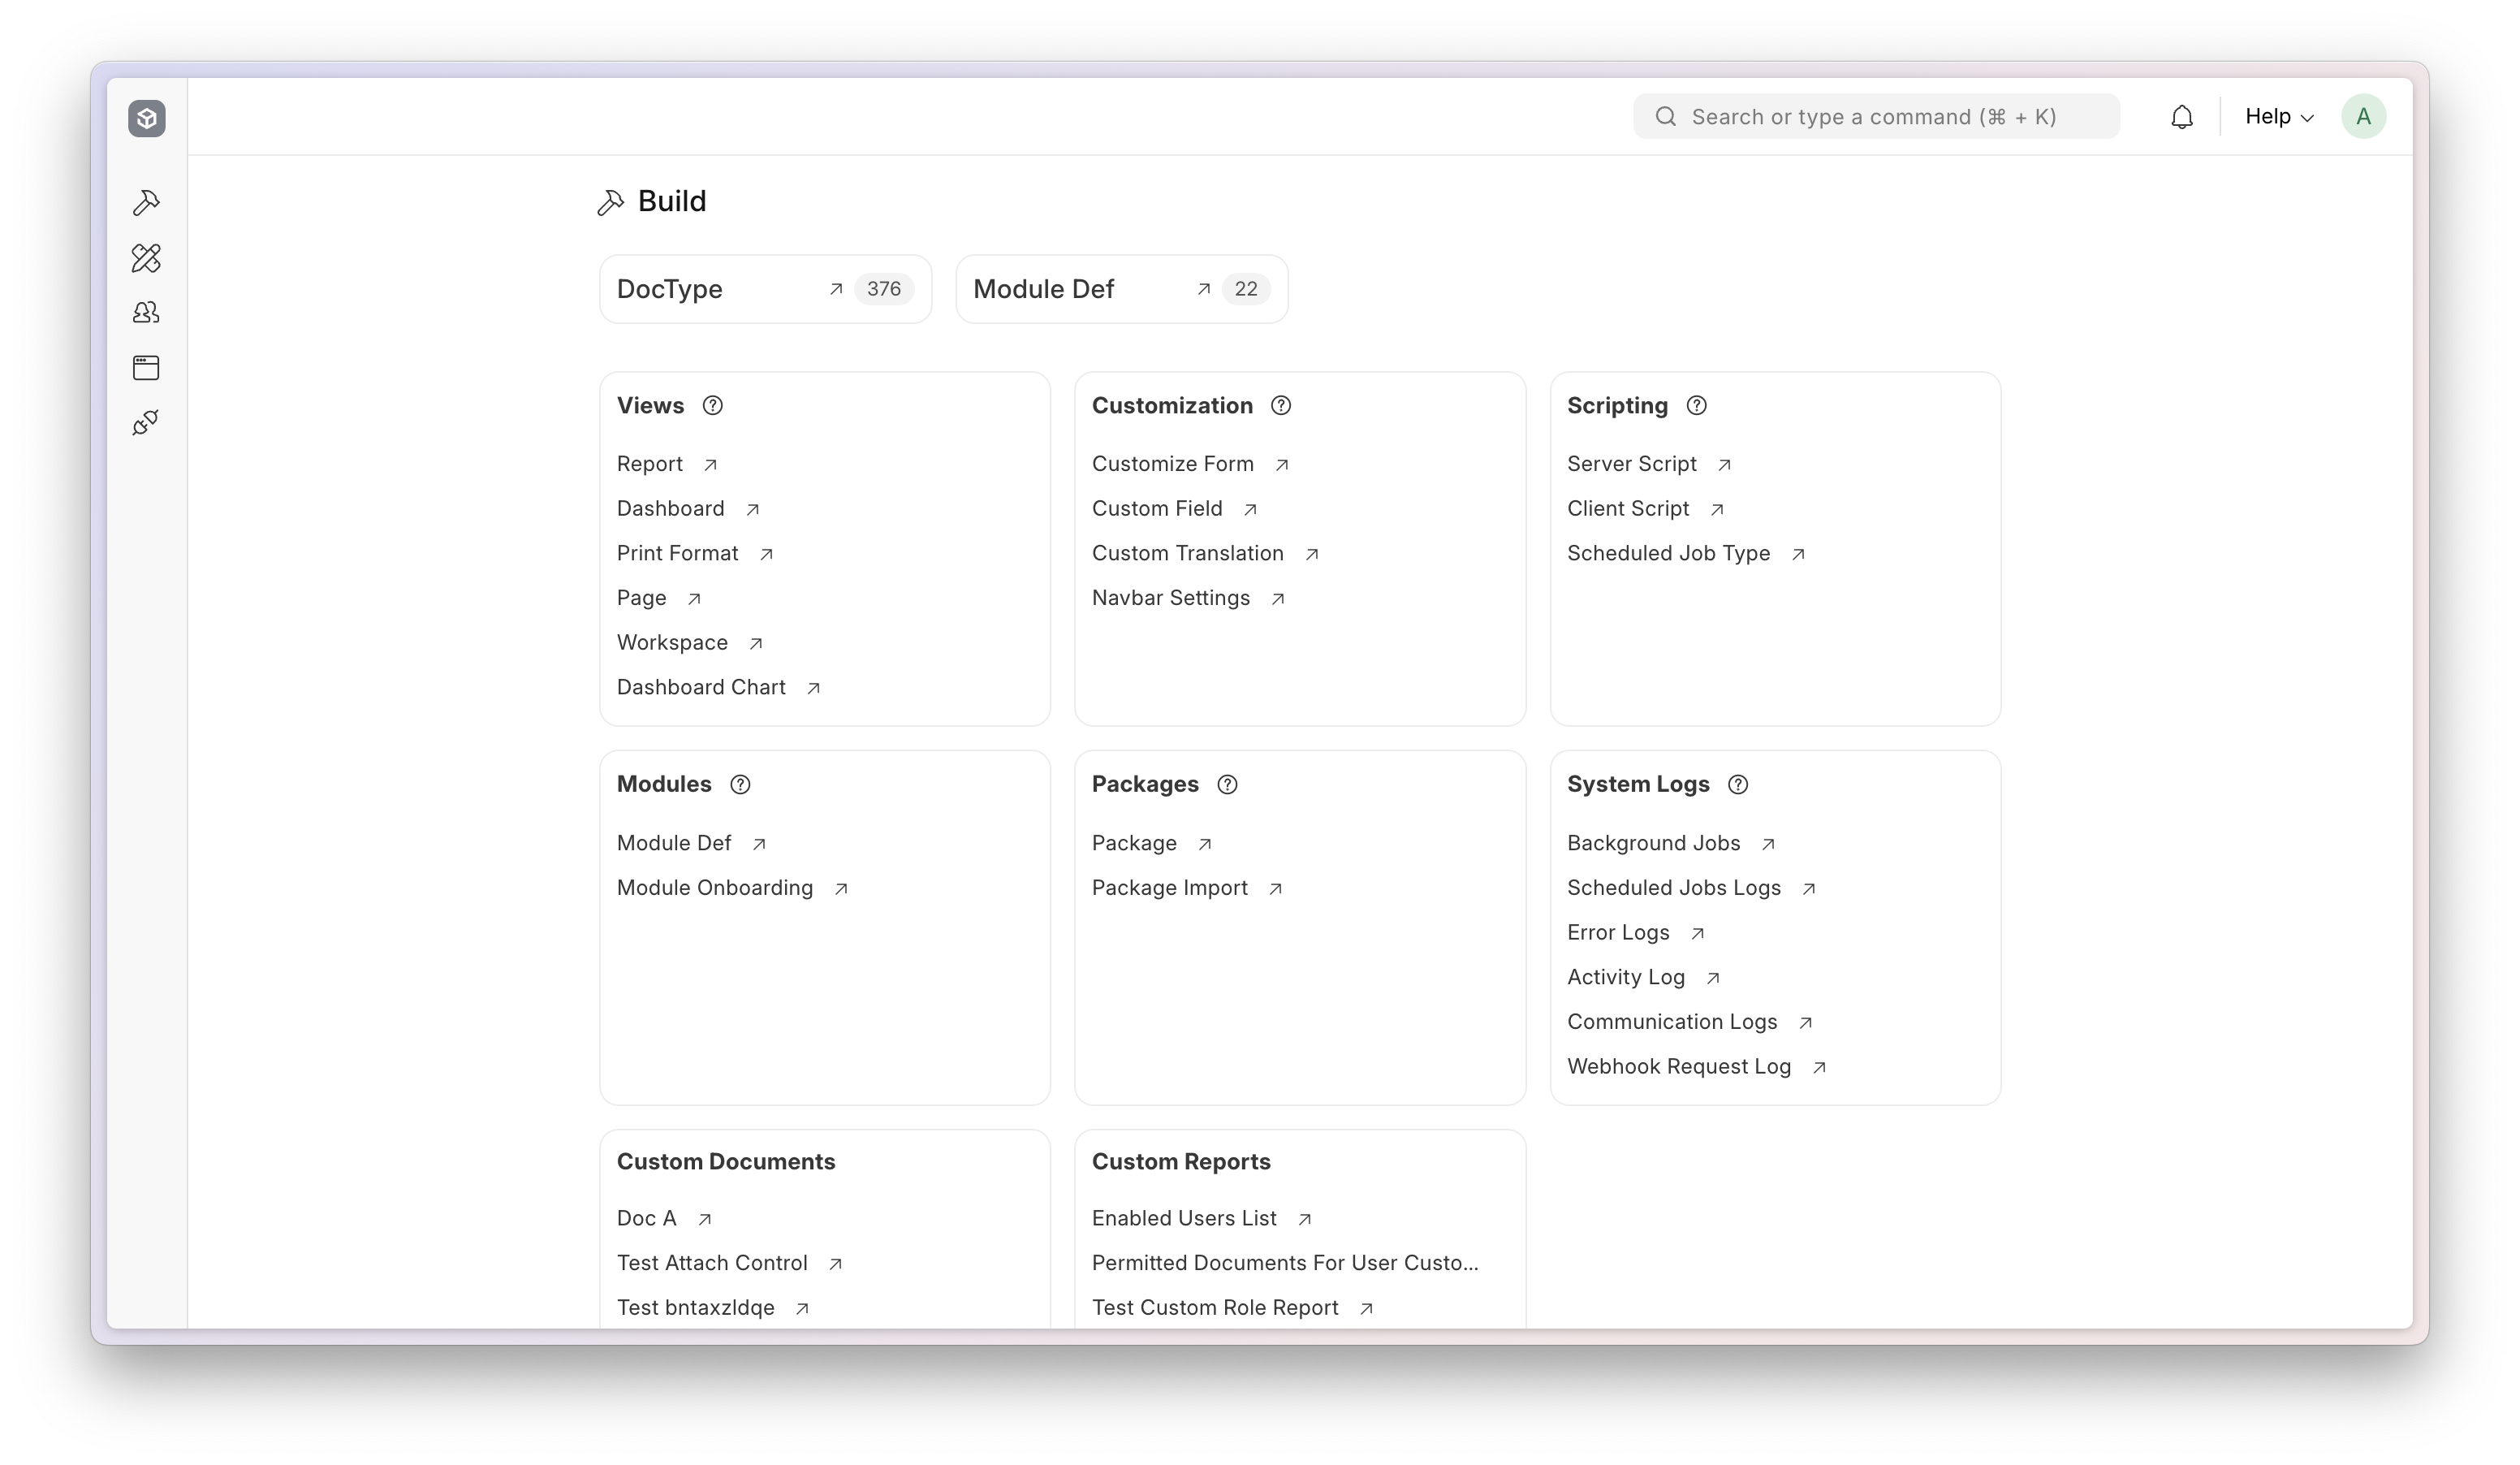 Search or type a command (⌘ + K)
Help
A
Build
DocType 376
Module Def 22
Views
Report
Dashboard
Print Format
Page
Workspace
Dashboard Chart
Customization
Customize Form
Custom Field
Custom Translation
Navbar Settings
Scripting
Server Script
Client Script
Scheduled Job Type
Modules
Module Def
Module Onboarding
Packages
Package
Package Import
System Logs
Background Jobs
Scheduled Jobs Logs
Error Logs
Activity Log
Communication Logs
Webhook Request Log
Custom Documents
Doc A
Test Attach Control
Test bntaxzldqe
Custom Reports
Enabled Users List
Permitted Documents For User Custo...
Test Custom Role Report